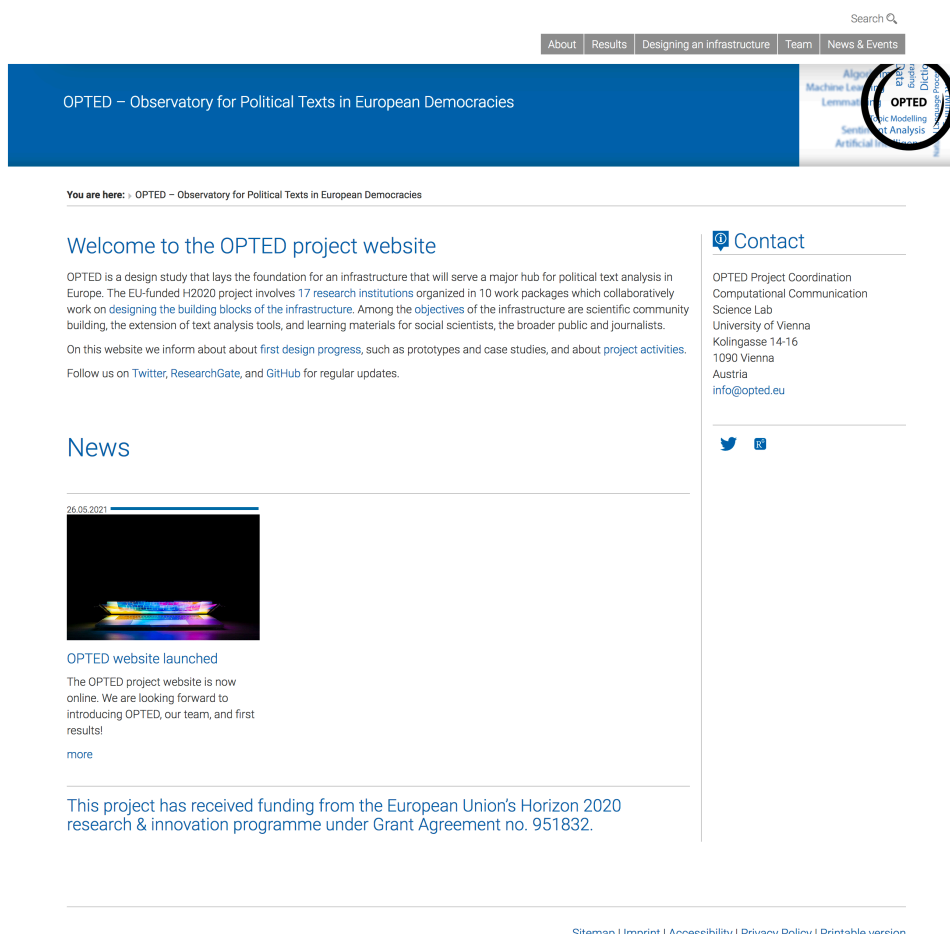 Search
About
Results
Designing an infrastructure
Team
News & Events
OPTED – Observatory for Political Texts in European Democracies
Data
Machine
OPTED
Topic Modelling
Sentiment Analysis
You are here: OPTED – Observatory for Political Texts in European Democracies
Welcome to the OPTED project website
OPTED is a design study that lays the foundation for an infrastructure that will serve a major hub for political text analysis in
Europe. The EU-funded H2020 project involves 17 research institutions organized in 10 work packages which collaboratively
work on designing the building blocks of the infrastructure. Among the objectives of the infrastructure are scientific community
building, the extension of text analysis tools, and learning materials for social scientists, the broader public and journalists.
On this website we inform about about first design progress, such as prototypes and case studies, and about project activities.
Follow us on Twitter, ResearchGate, and GitHub for regular updates.
Contact
OPTED Project Coordination
Computational Communication
Science Lab
University of Vienna
Kolingasse 14-16
1090 Vienna
Austria
info@opted.eu
News
26.05.2021
OPTED website launched
The OPTED project website is now
online. We are looking forward to
introducing OPTED, our team, and first
results!
more
This project has received funding from the European Union's Horizon 2020
research & innovation programme under Grant Agreement no. 951832.
Sitemap | Imprint | Accessibility | Privacy Policy | Printable version